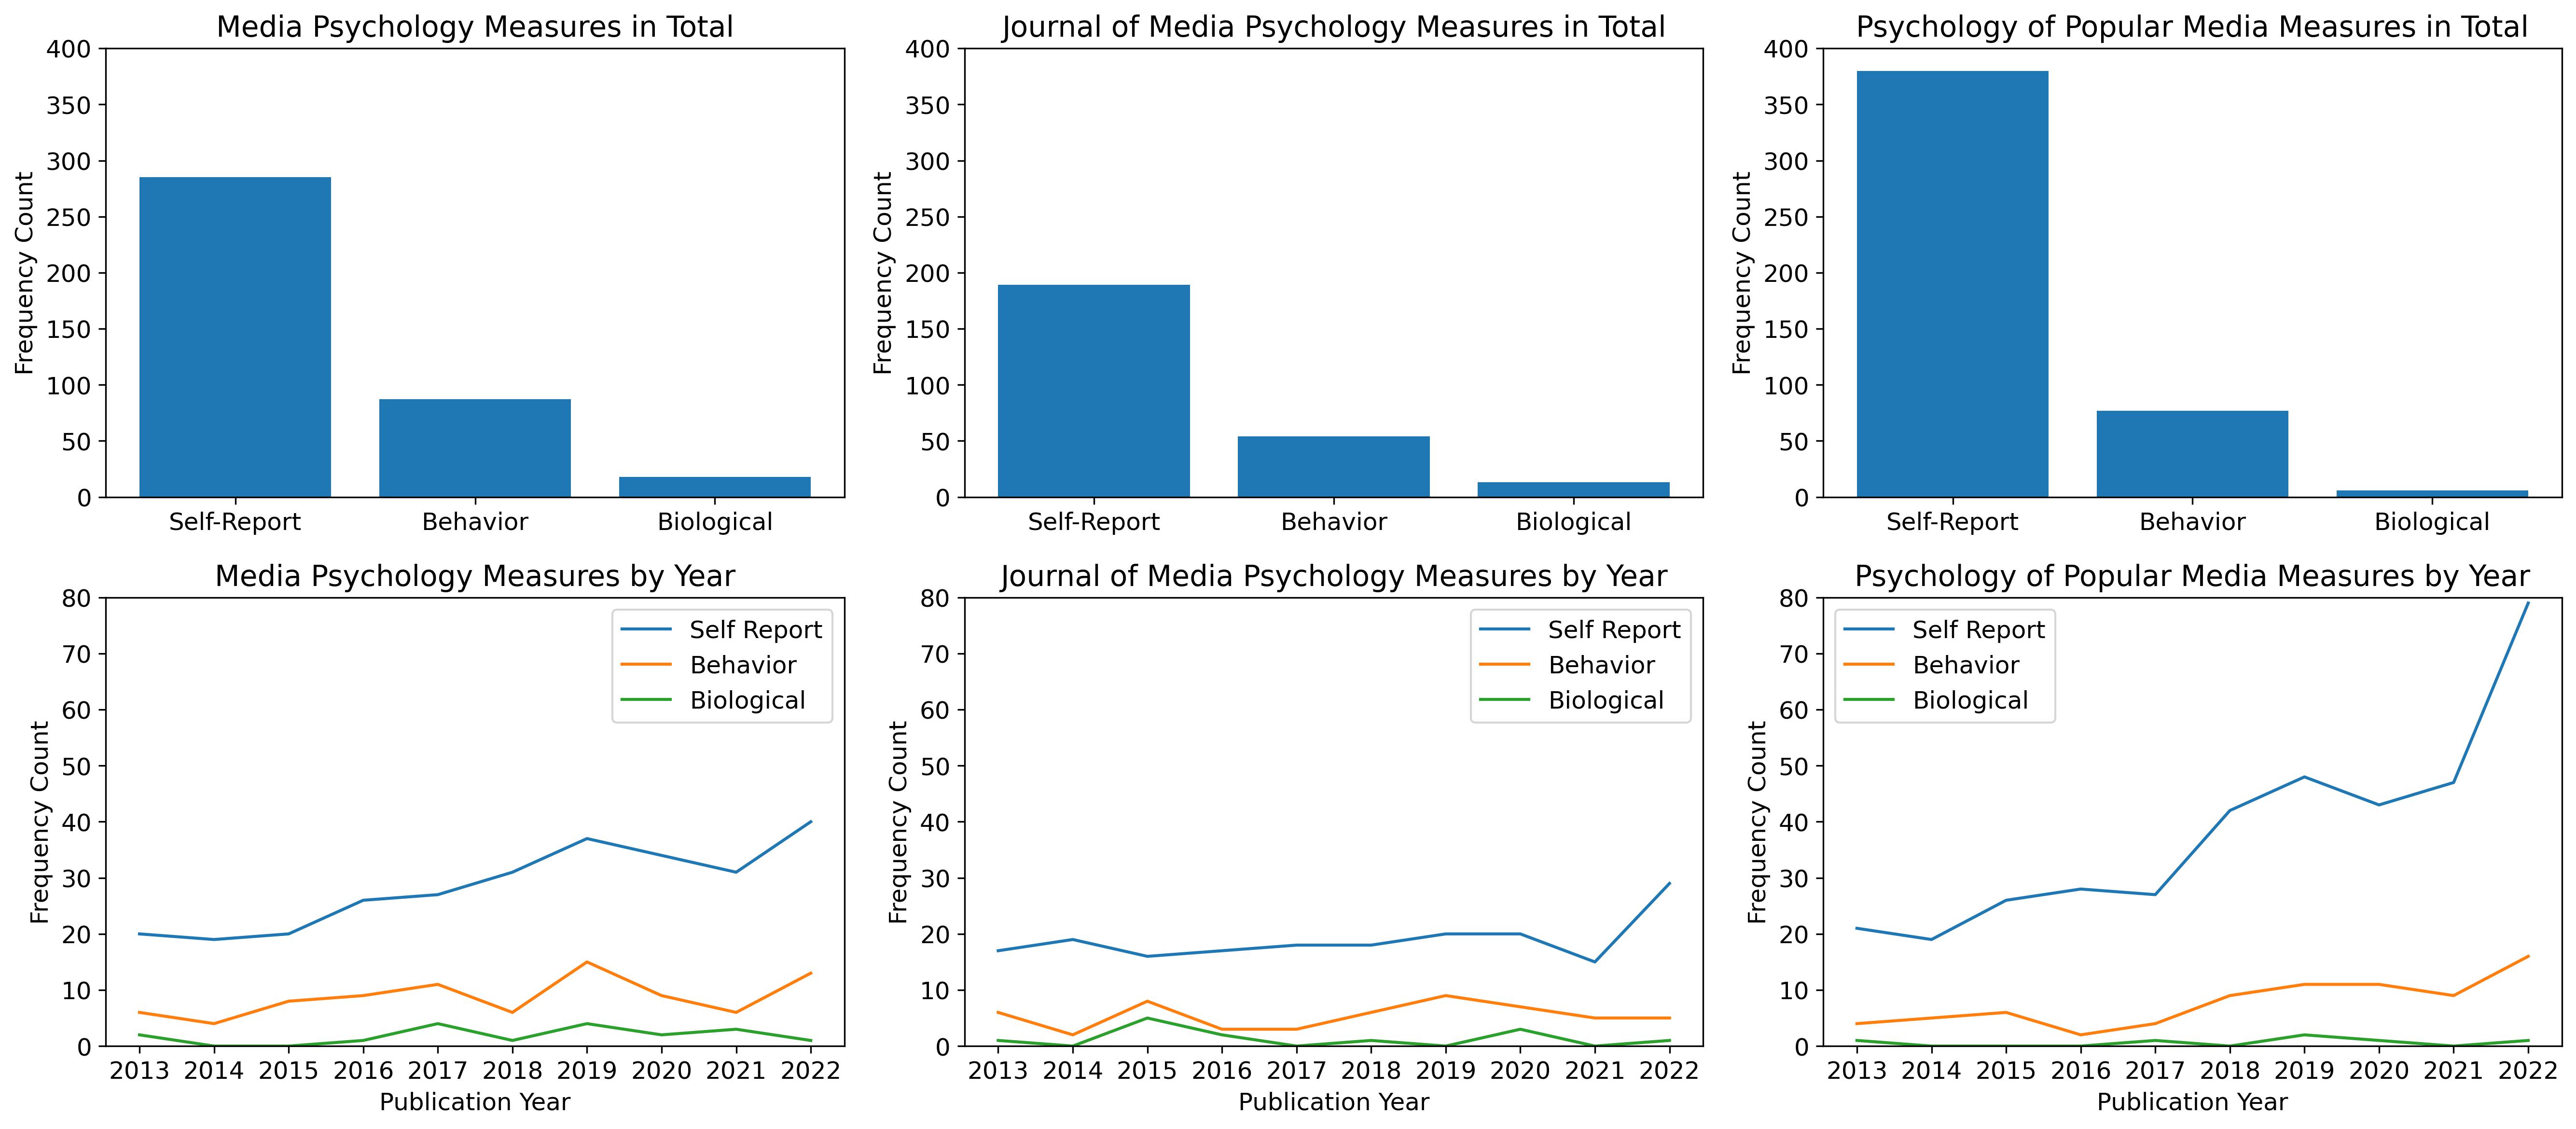 Media Psychology Measures in Total
400
350
300
250
200
150
100
50
0
Frequency Count
Self-Report Behavior Biological
Journal of Media Psychology Measures in Total
400
350
300
250
200
150
100
50
0
Frequency Count
Self-Report Behavior Biological
Psychology of Popular Media Measures in Total
400
350
300
250
200
150
100
50
0
Frequency Count
Self-Report Behavior Biological
Media Psychology Measures by Year
80
70
60
50
40
30
20
10
0
Frequency Count
Self Report
Behavior
Biological
2013 2014 2015 2016 2017 2018 2019 2020 2021 2022
Publication Year
Journal of Media Psychology Measures by Year
80
70
60
50
40
30
20
10
0
Frequency Count
Self Report
Behavior
Biological
2013 2014 2015 2016 2017 2018 2019 2020 2021 2022
Publication Year
Psychology of Popular Media Measures by Year
80
70
60
50
40
30
20
10
0
Frequency Count
Self Report
Behavior
Biological
2013 2014 2015 2016 2017 2018 2019 2020 2021 2022
Publication Year